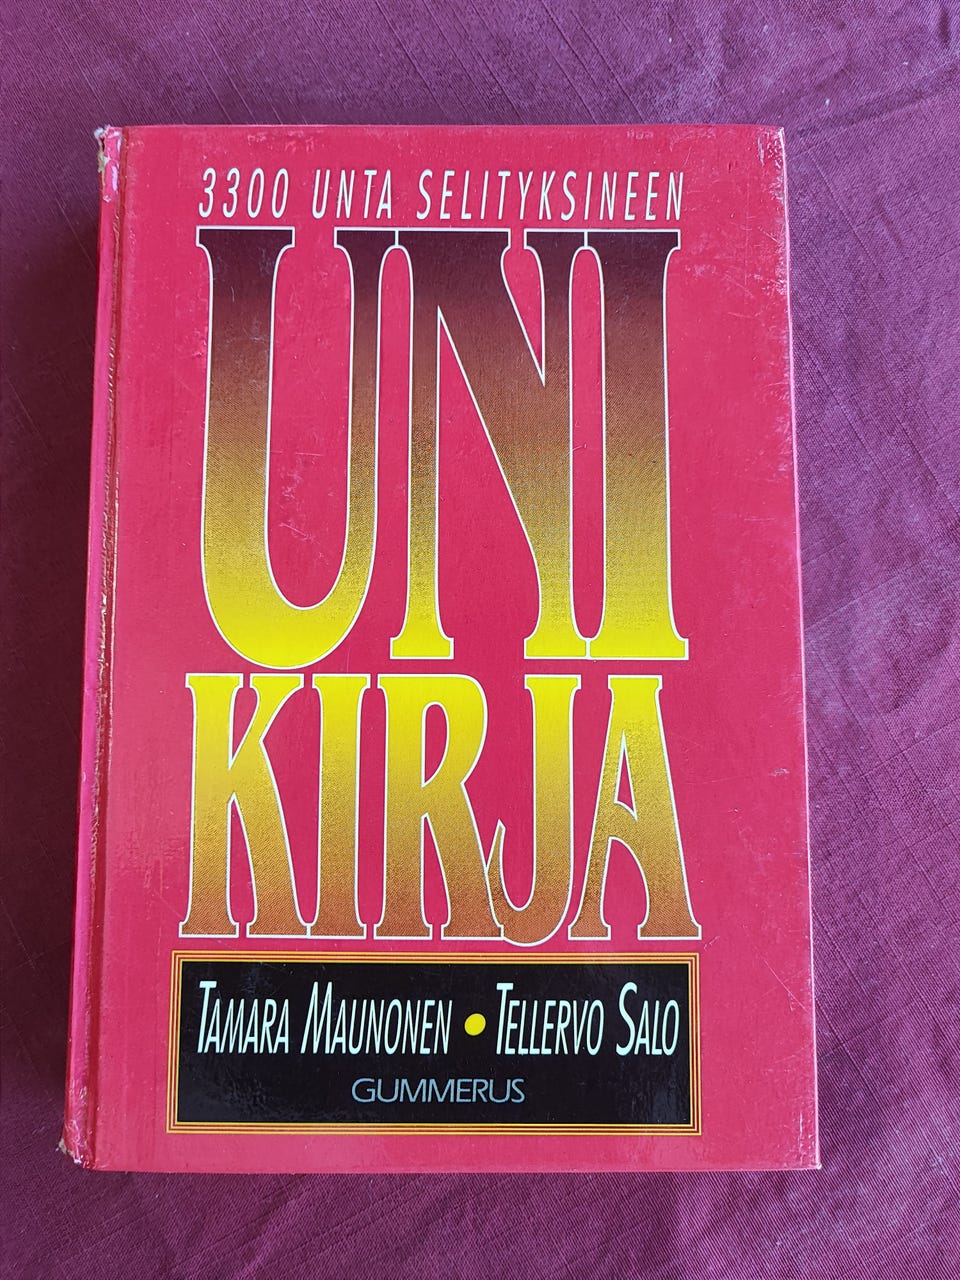 3300 UNTA SELITYKSINEEN
UNI
KIRJA
TAMARA MAUNONEN • TELLERVO SALO
GUMMERUS